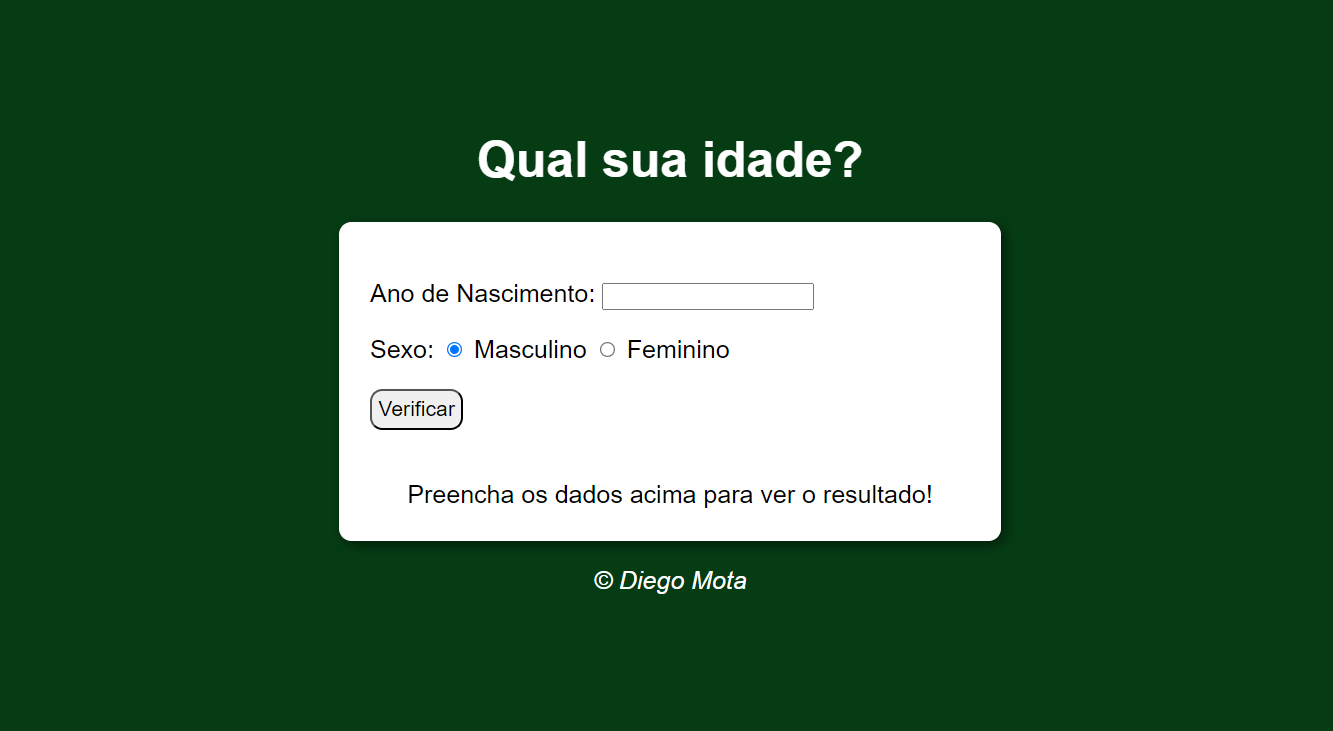 Qual sua idade?
Ano de Nascimento:
Sexo: Masculino Feminino
Verificar
Preencha os dados acima para ver o resultado!
© Diego Mota